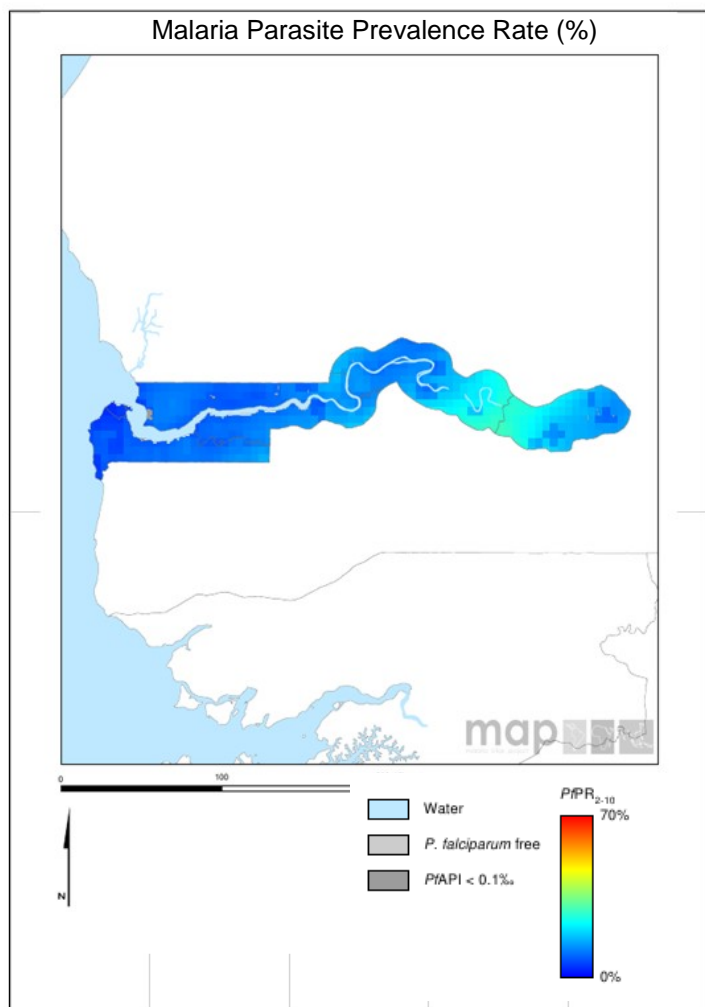 Malaria Parasite Prevalence Rate (%)
map
0
100
Water
P. falciparum free
PfAPI < 0.1‰
N
PfPR2-10
70%
0%